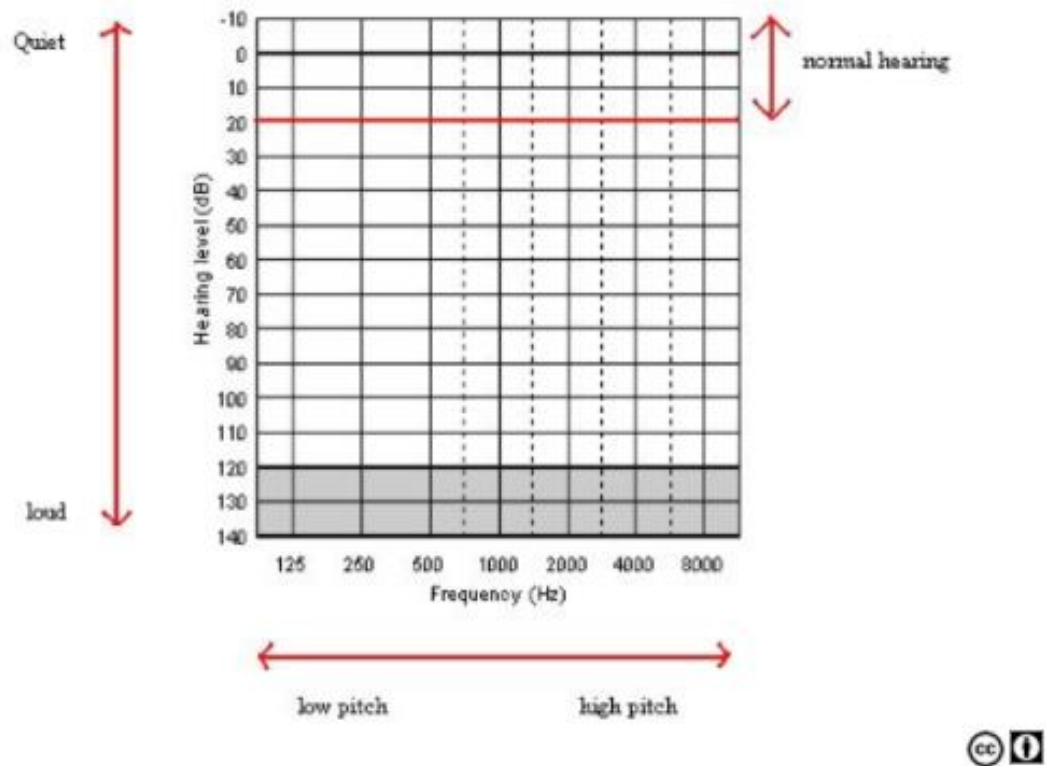 Quiet
loud
normal hearing
Hearing level (dB)
-10
0
10
20
30
40
50
60
70
80
90
100
110
120
130
140
125 250 500 1000 2000 4000 8000
Frequency (Hz)
low pitch high pitch
cc